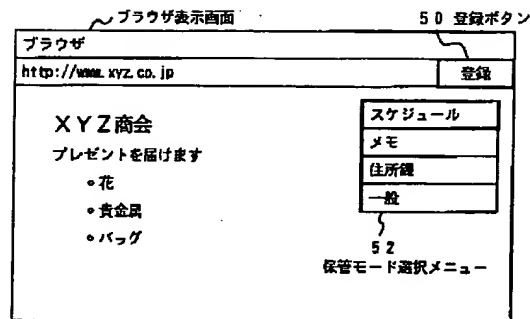 ブラウザ表示画面
50 登録ボタン
ブラウザ
http://www.xyz.co.jp
登録
XYZ商会
プレゼントを届けます
•花
•貴金属
•バッグ
スケジュール
メモ
住所録
一般
52
保管モード選択メニュー